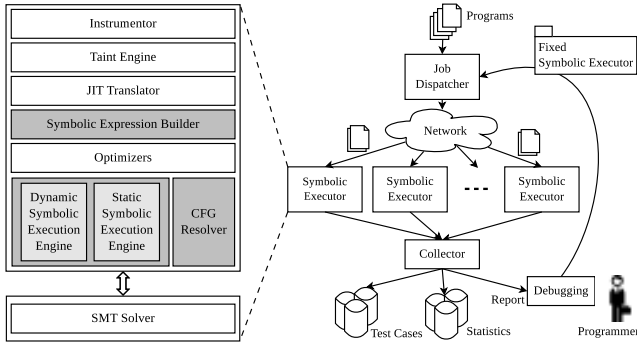 Instrumentor
Taint Engine
JIT Translator
Symbolic Expression Builder
Optimizers
Dynamic
Symbolic
Execution
Engine
Static
Symbolic
Execution
Engine
CFG
Resolver
SMT Solver
Programs
Job
Dispatcher
Fixed
Symbolic Executor
Network
Symbolic
Executor
Symbolic
Executor
Symbolic
Executor
Collector
Report
Debugging
Test Cases
Statistics
Programmer